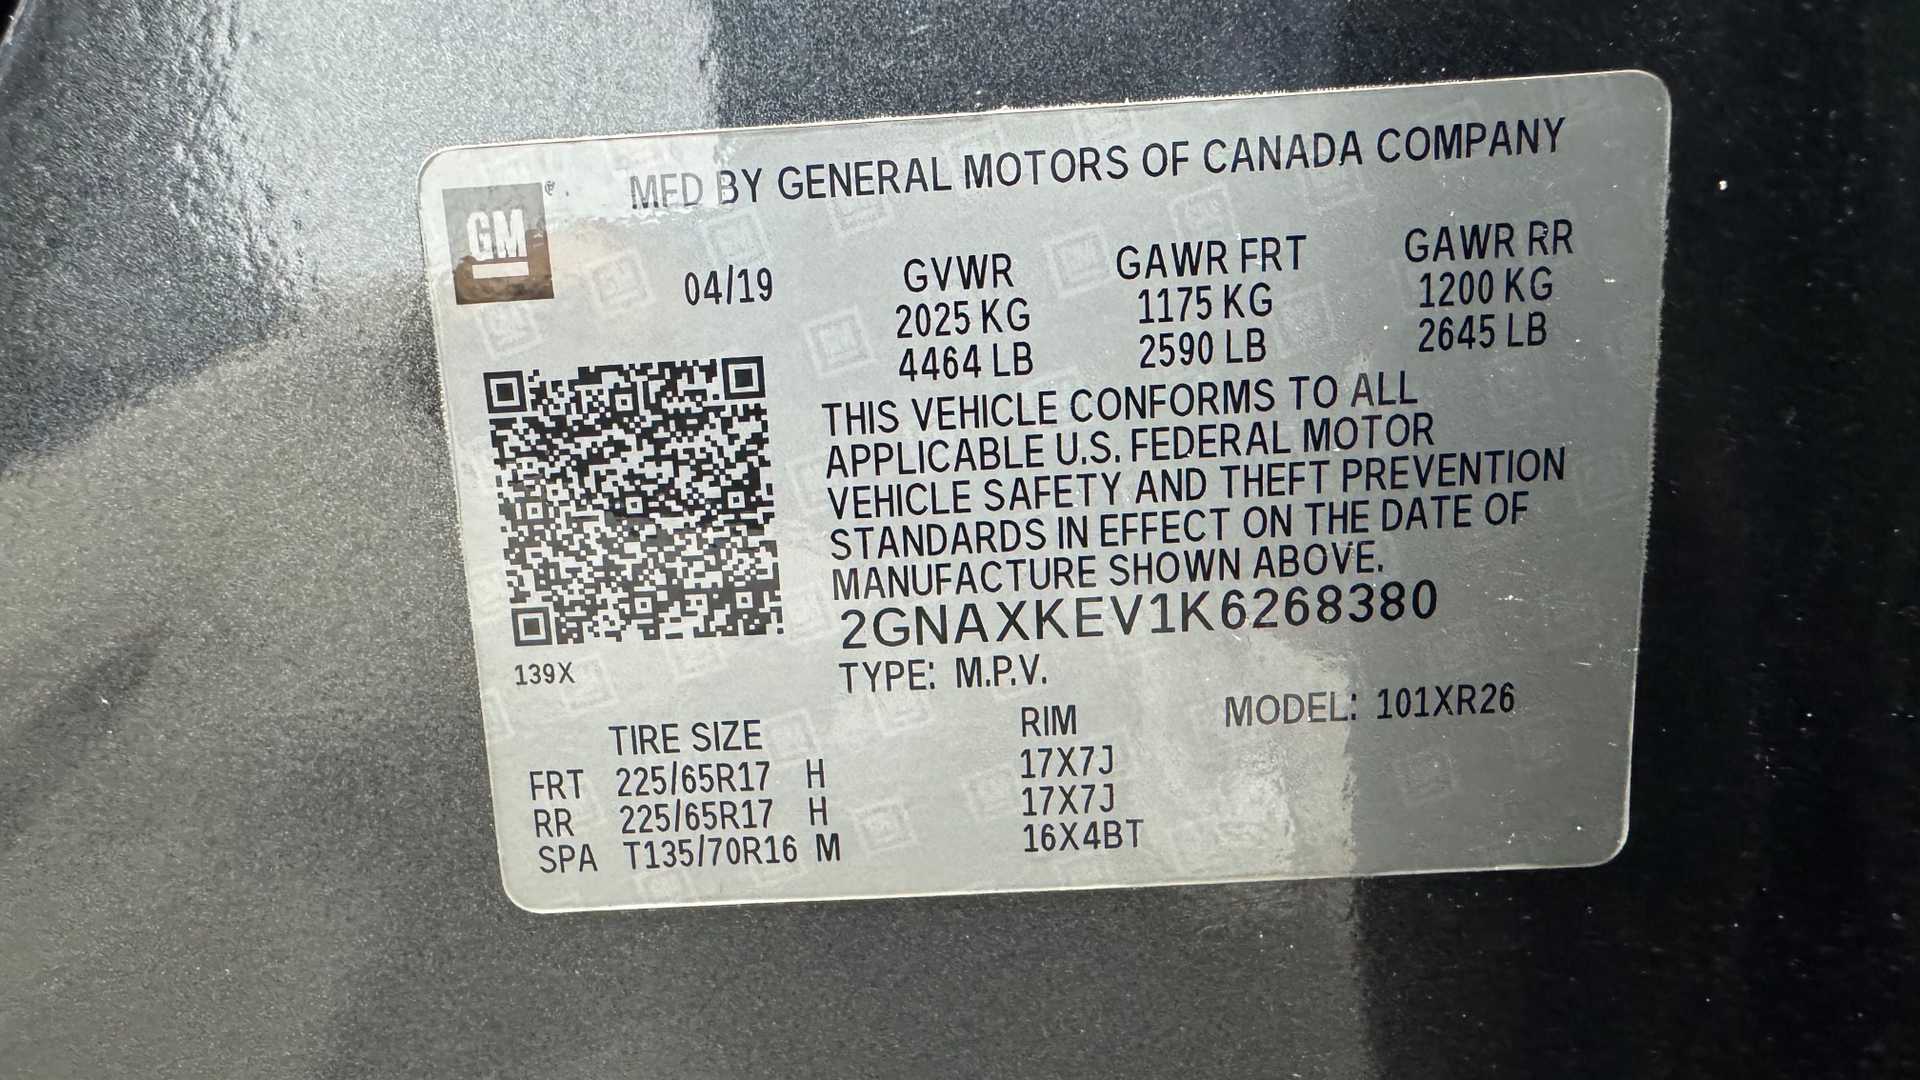 GM
MFD BY GENERAL MOTORS OF CANADA COMPANY
04/19
GVWR GAWR FRT GAWR RR
2025 KG 1175 KG 1200 KG
4464 LB 2590 LB 2645 LB
THIS VEHICLE CONFORMS TO ALL
APPLICABLE U.S. FEDERAL MOTOR
VEHICLE SAFETY AND THEFT PREVENTION
STANDARDS IN EFFECT ON THE DATE OF
MANUFACTURE SHOWN ABOVE.
2GNAXKEV1K6268380
139X
TYPE: M.P.V.
MODEL: 101XR26
TIRE SIZE RIM
FRT 225/65R17 H 17X7J
RR 225/65R17 H 17X7J
SPA T135/70R16 M 16X4BT